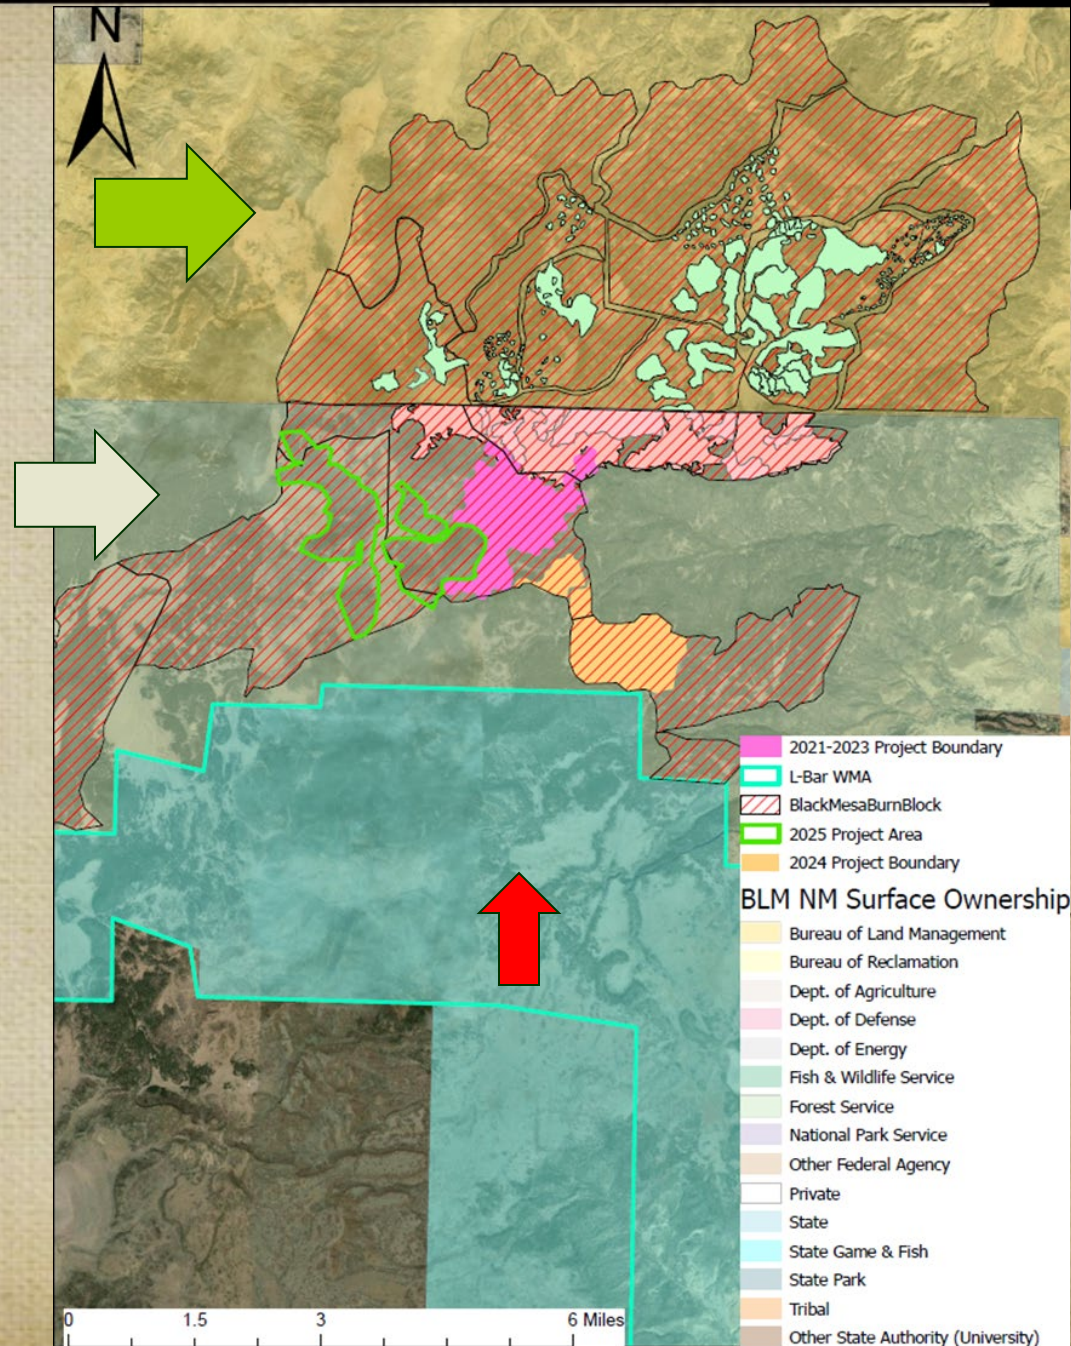 N
2021-2023 Project Boundary
L-Bar WMA
BlackMesaBurnBlock
2025 Project Area
2024 Project Boundary
BLM NM Surface Ownership
Bureau of Land Management
Bureau of Reclamation
Dept. of Agriculture
Dept. of Defense
Dept. of Energy
Fish & Wildlife Service
Forest Service
National Park Service
Other Federal Agency
Private
State
State Game & Fish
State Park
Tribal
Other State Authority (University)
0 1.5 3 6 Miles